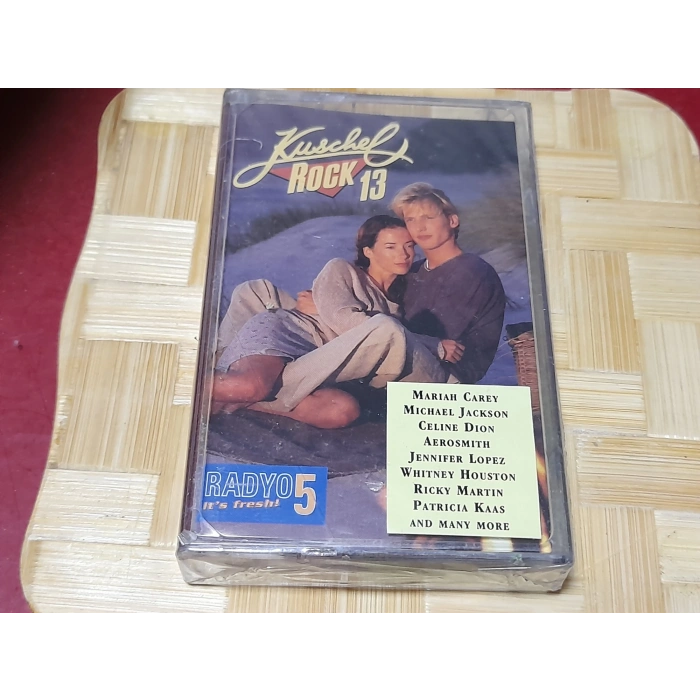 Kuschel
ROCK 13
MARIAH CAREY
MICHAEL JACKSON
CELINE DION
AEROSMITH
JENNIFER LOPEZ
WHITNEY HOUSTON
RICKY MARTIN
PATRICIA KAAS
AND MANY MORE
RADYO 5
it's fresh!